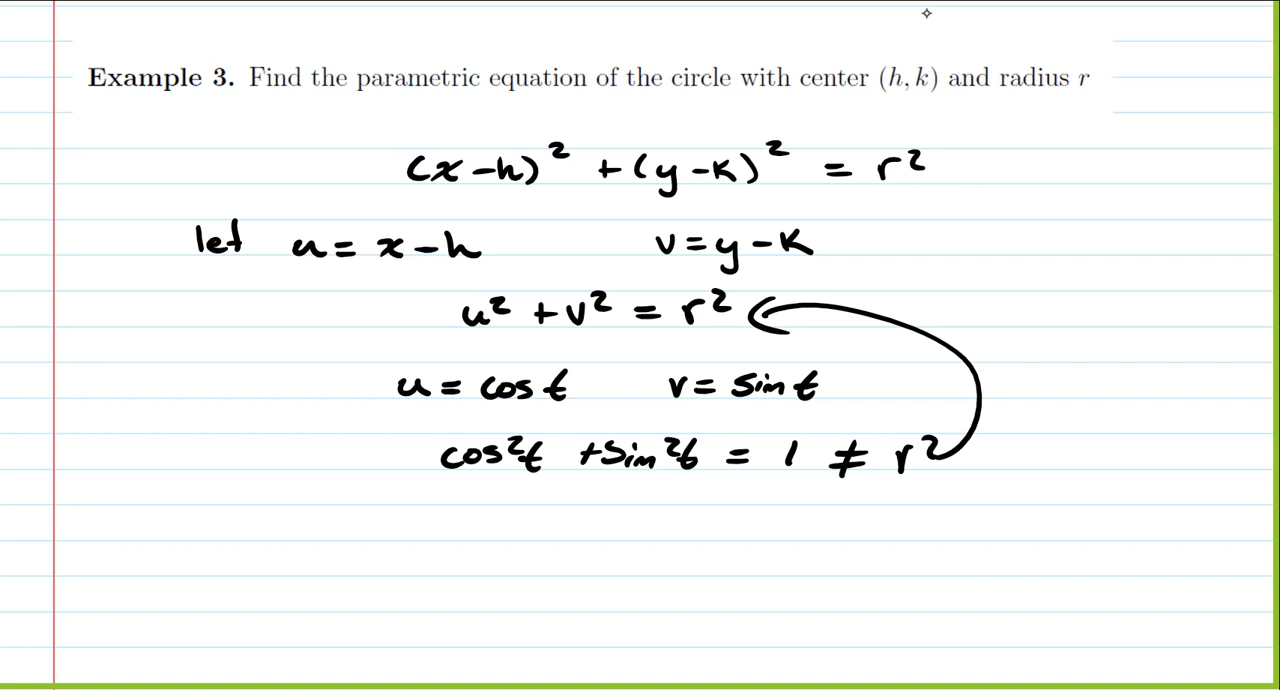 Example 3. Find the parametric equation of the circle with center (h, k) and radius r
(x-h)² + (y-k)² = r²
let u = x-h v = y-k
u² + v² = r²
u = cos t v = sin t
cos²t + sin²t = 1 ≠ r²